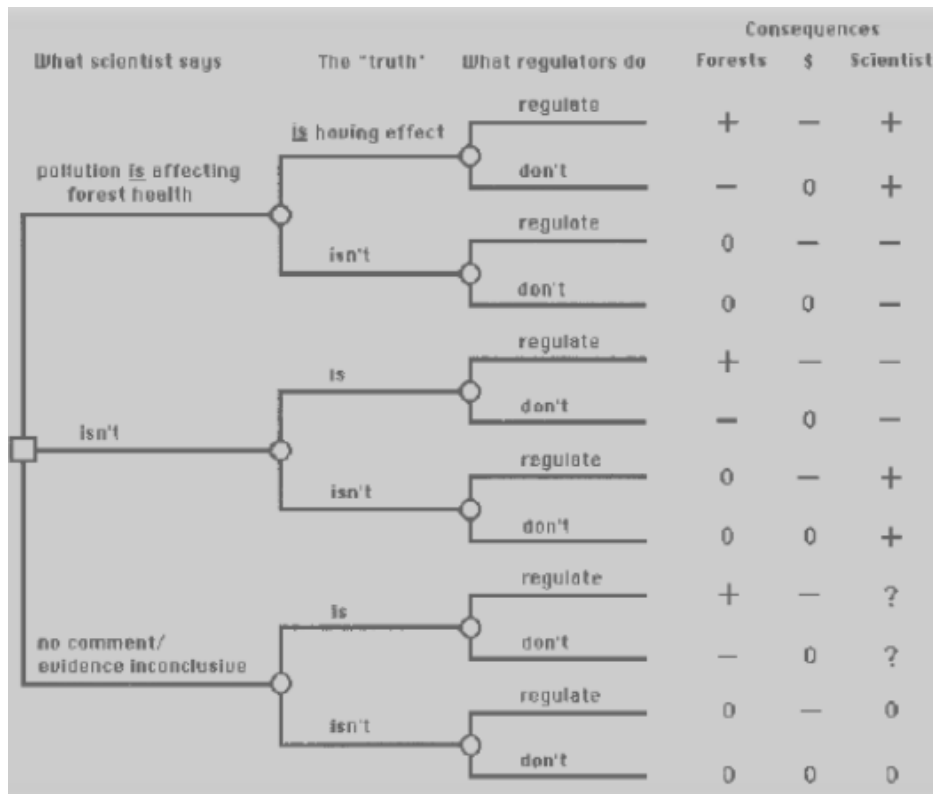 Consequences
What scientist says The "truth" What regulators do Forests $ Scientist
regulate + — +
is having effect
don't — 0 +
pollution is affecting
forest health
regulate 0 — —
isn't
don't 0 0 —
regulate + — —
is
don't — 0 —
isn't
regulate 0 — +
isn't
don't 0 0 +
regulate + — ?
is
don't — 0 ?
no comment/
evidence inconclusive
regulate 0 — 0
isn't
don't 0 0 0